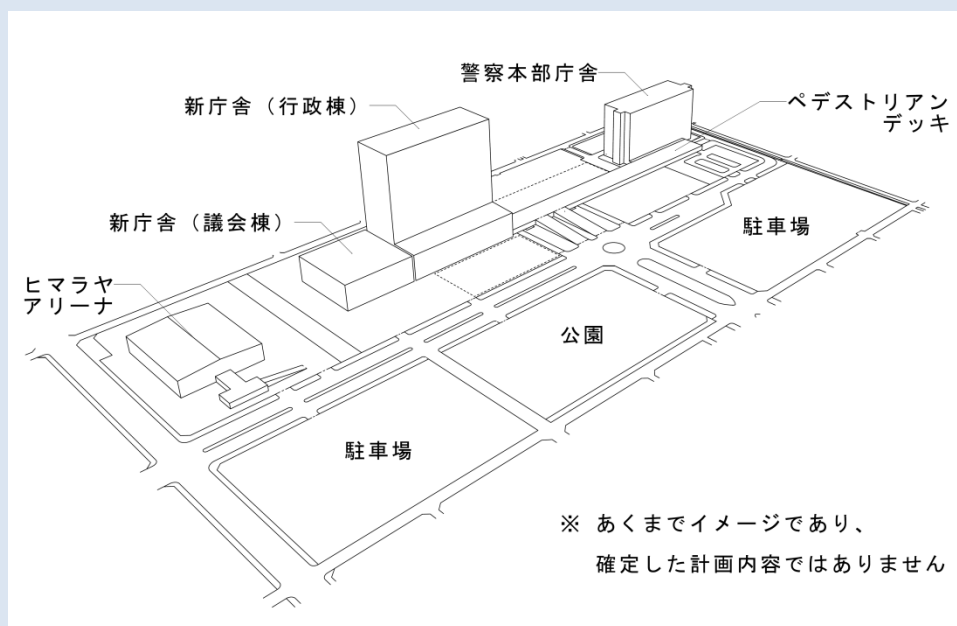 警察本部庁舎
ペデストリアン
デッキ
新庁舎（行政棟）
新庁舎（議会棟）
駐車場
ヒマラヤ
アリーナ
公園
駐車場
※ あくまでイメージであり、
確定した計画内容ではありません